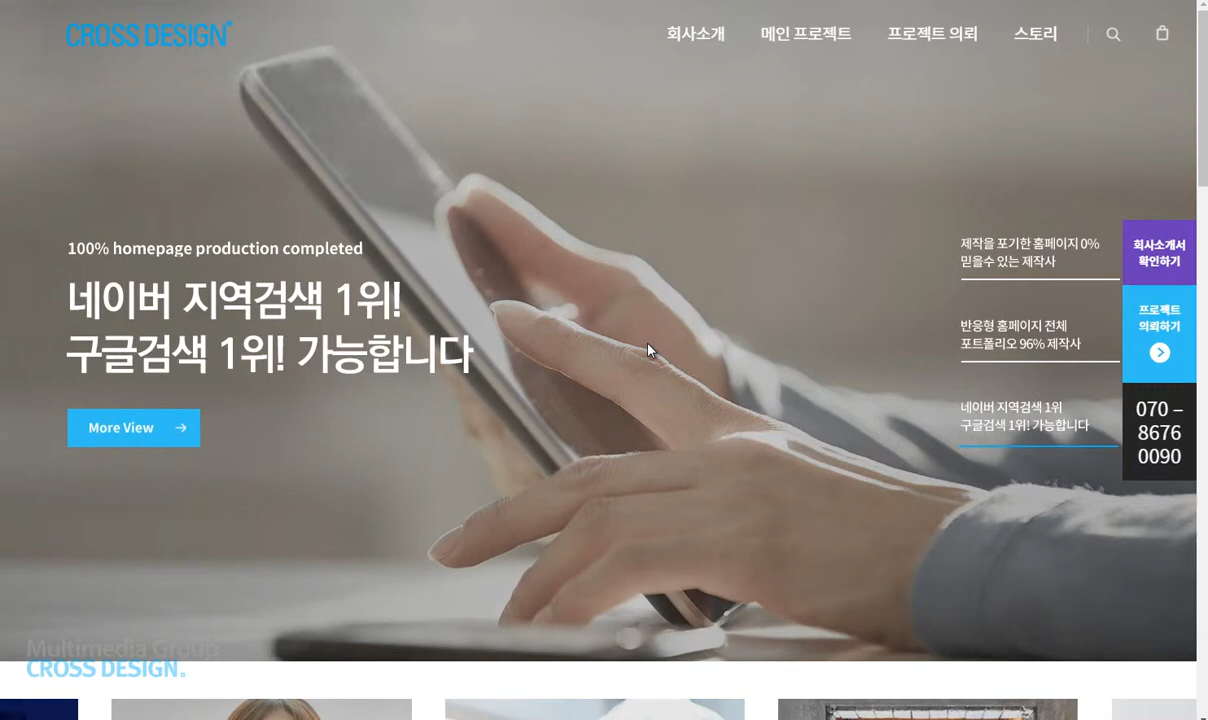 CROSS DESIGN
회사소개
메인 프로젝트
프로젝트 의뢰
스토리
100% homepage production completed
네이버 지역검색 1위!
구글검색 1위! 가능합니다
More View
제작을 포기한 홈페이지 0%
믿을수 있는 제작사
반응형 홈페이지 전체
포트폴리오 96% 제작사
네이버 지역검색 1위
구글검색 1위! 가능합니다
회사소개서
확인하기
프로젝트
의뢰하기
070 –
8676
0090
Multimedia Group
CROSS DESIGN.